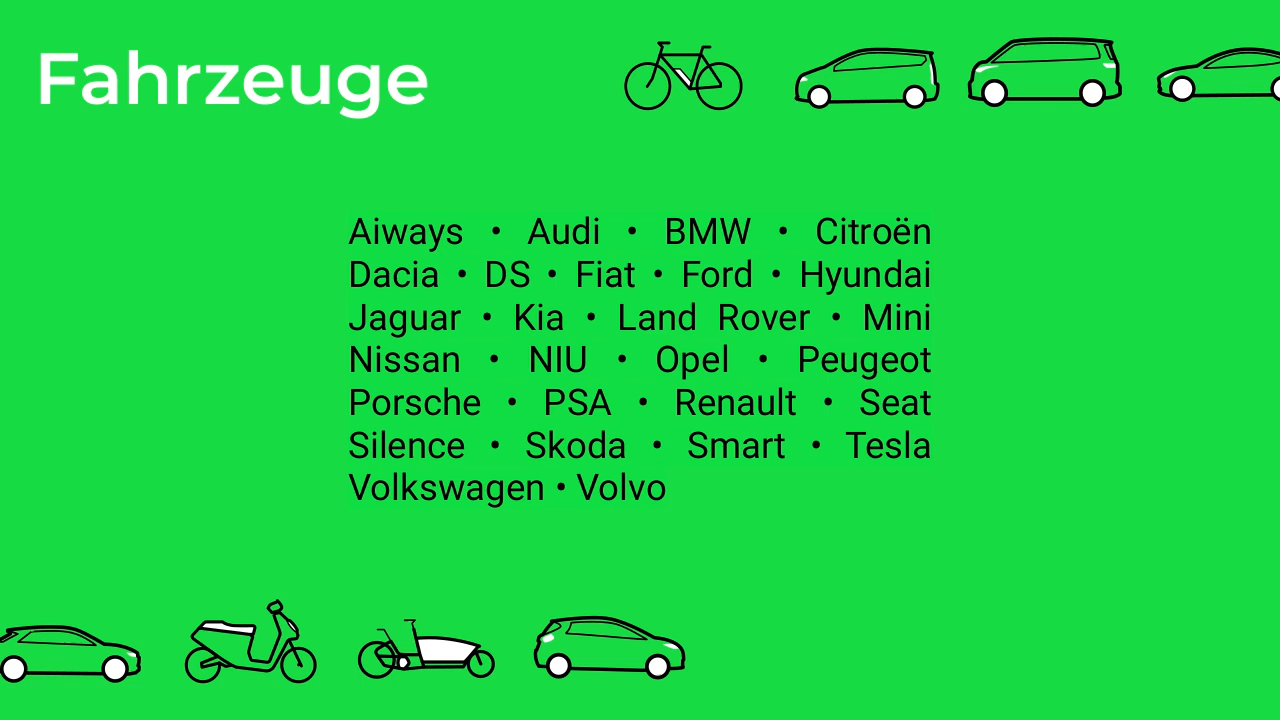 Fahrzeuge
Aiways • Audi • BMW • Citroën
Dacia • DS • Fiat • Ford • Hyundai
Jaguar • Kia • Land Rover • Mini
Nissan • NIU • Opel • Peugeot
Porsche • PSA • Renault • Seat
Silence • Skoda • Smart • Tesla
Volkswagen • Volvo